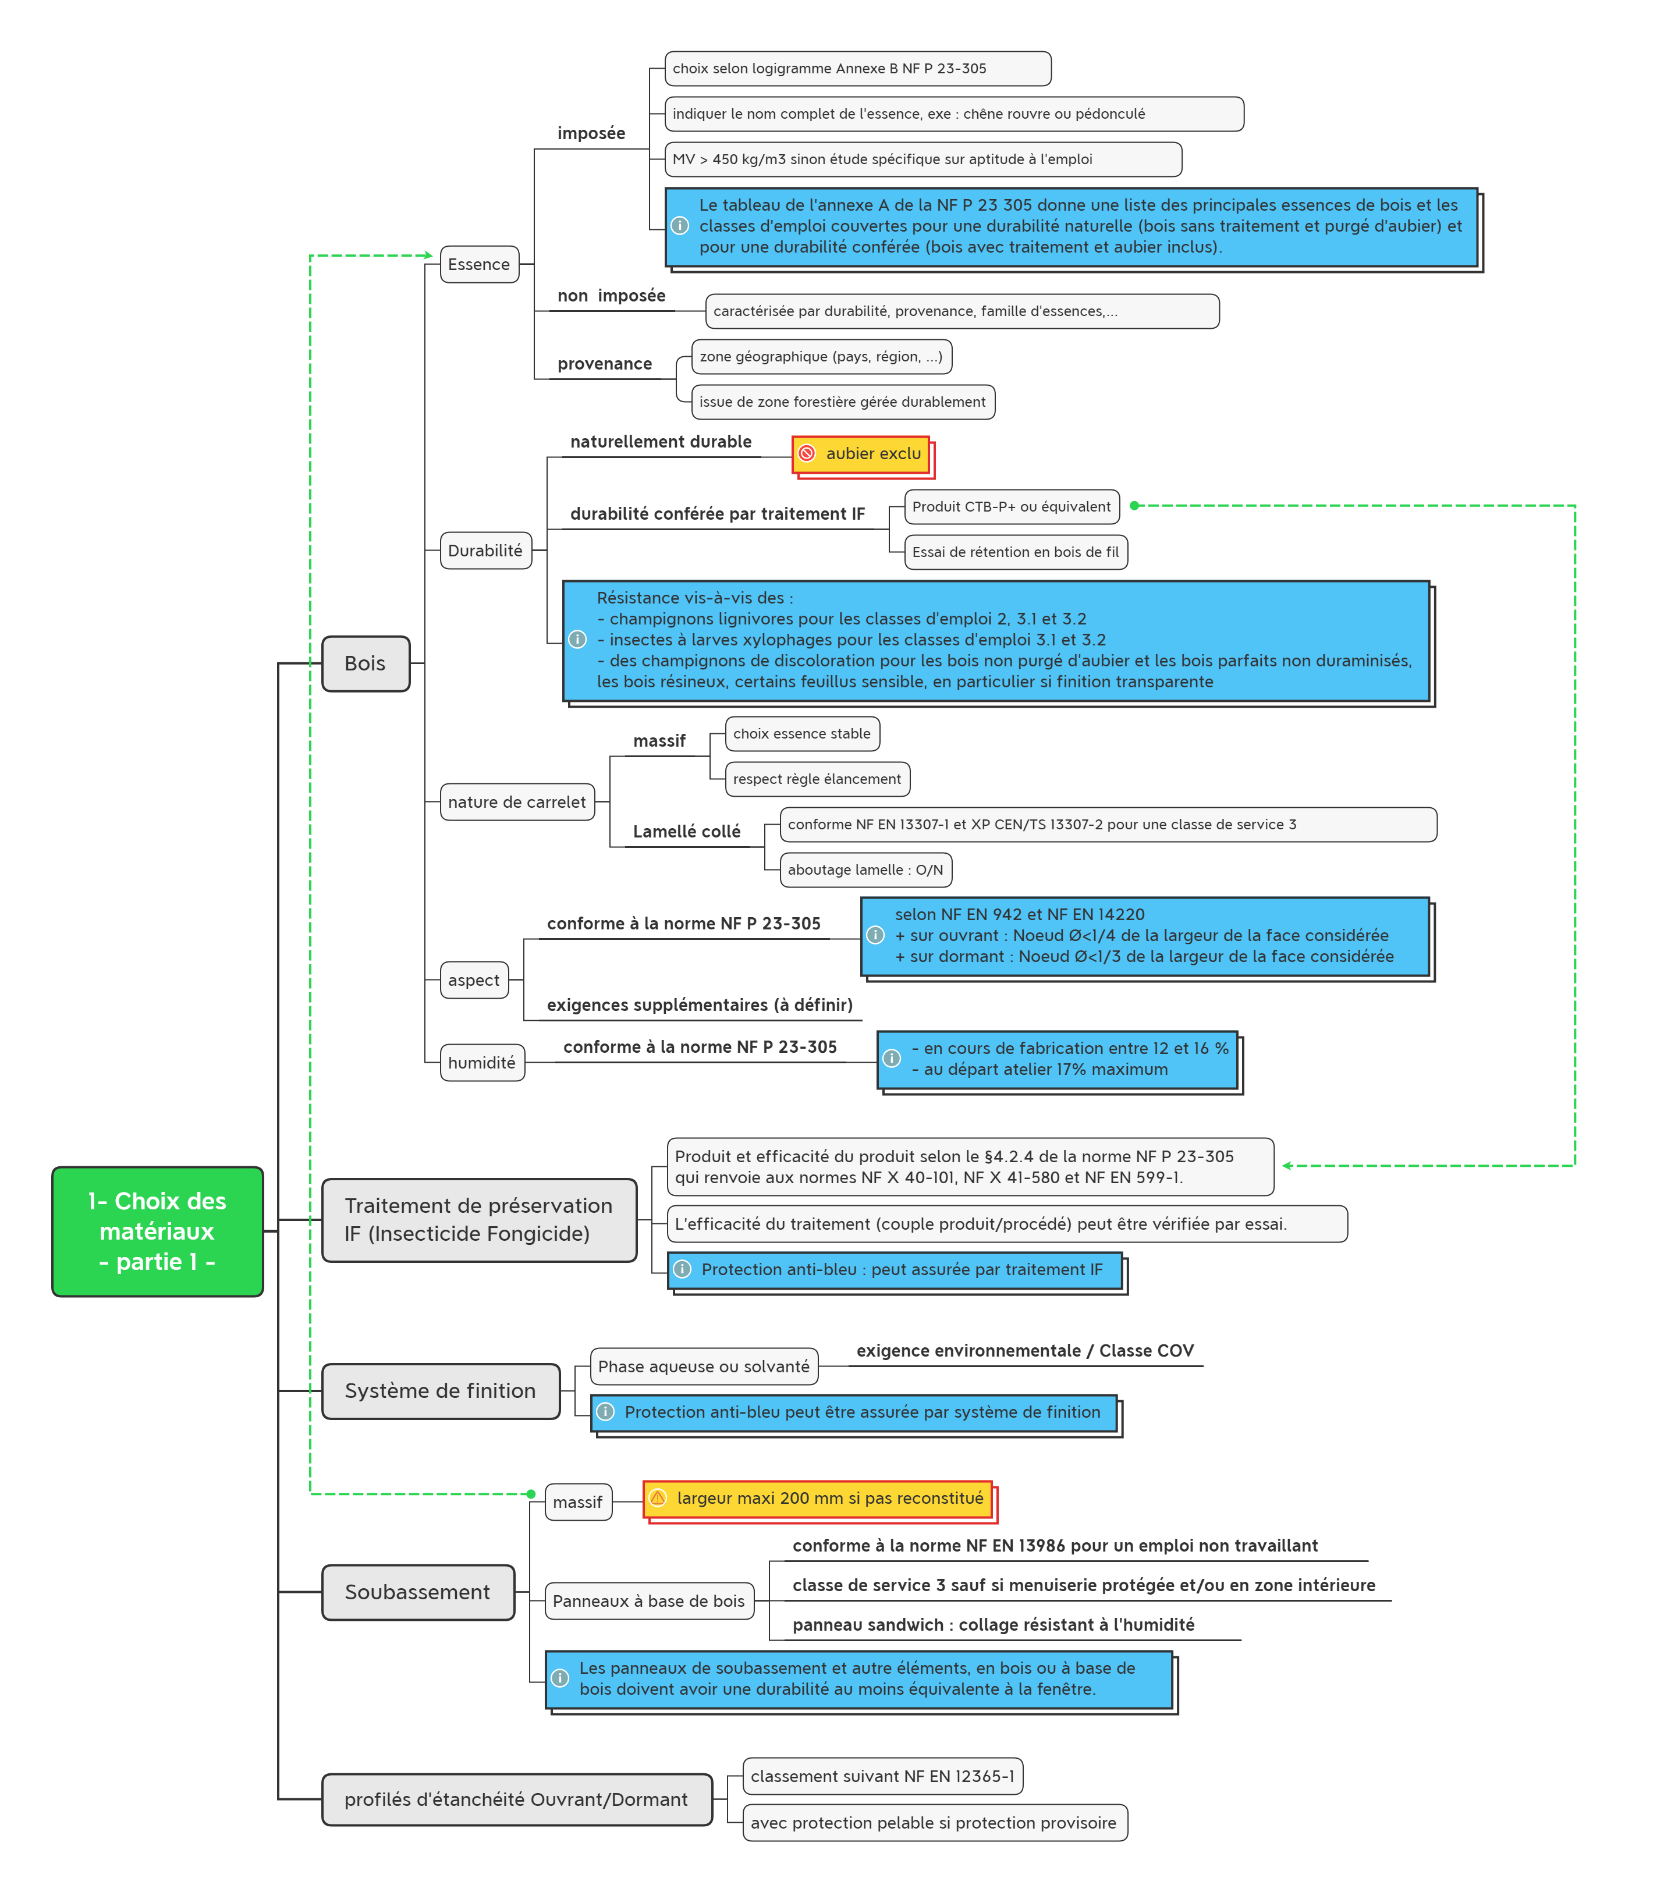 choix selon logigramme Annexe B NF P 23-305
indiquer le nom complet de l'essence, exe : chêne rouvre ou pédonculé
imposée
MV > 450 kg/m3 sinon étude spécifique sur aptitude à l'emploi
Le tableau de l'annexe A de la NF P 23 305 donne une liste des principales essences de bois et les
classes d'emploi couvertes pour une durabilité naturelle (bois sans traitement et purgé d'aubier) et
pour une durabilité conférée (bois avec traitement et aubier inclus).
Essence
non imposée
caractérisée par durabilité, provenance, famille d'essences,...
provenance
zone géographique (pays, région, ...)
issue de zone forestière gérée durablement
naturellement durable
aubier exclu
durabilité conférée par traitement IF
Produit CTB-P+ ou équivalent
Essai de rétention en bois de fil
Durabilité
Résistance vis-à-vis des :
- champignons lignivores pour les classes d'emploi 2, 3.1 et 3.2
- insectes à larves xylophages pour les classes d'emploi 3.1 et 3.2
- des champignons de discoloration pour les bois non purgé d'aubier et les bois parfaits non duraminisés,
les bois résineux, certains feuillus sensible, en particulier si finition transparente
Bois
massif
choix essence stable
respect règle élancement
nature de carrelet
Lamellé collé
conforme NF EN 13307-1 et XP CEN/TS 13307-2 pour une classe de service 3
aboutage lamelle : O/N
conforme à la norme NF P 23-305
selon NF EN 942 et NF EN 14220
+ sur ouvrant : Noeud Ø<1/4 de la largeur de la face considérée
+ sur dormant : Noeud Ø<1/3 de la largeur de la face considérée
aspect
exigences supplémentaires (à définir)
humidité
conforme à la norme NF P 23-305
- en cours de fabrication entre 12 et 16 %
- au départ atelier 17% maximum
1- Choix des
matériaux
- partie 1 -
Traitement de préservation
IF (Insecticide Fongicide)
Produit et efficacité du produit selon le §4.2.4 de la norme NF P 23-305
qui renvoie aux normes NF X 40-101, NF X 41-580 et NF EN 599-1.
L'efficacité du traitement (couple produit/procédé) peut être vérifiée par essai.
Protection anti-bleu : peut assurée par traitement IF
Système de finition
Phase aqueuse ou solvanté
exigence environnementale / Classe COV
Protection anti-bleu peut être assurée par système de finition
massif
largeur maxi 200 mm si pas reconstitué
Soubassement
Panneaux à base de bois
conforme à la norme NF EN 13986 pour un emploi non travaillant
classe de service 3 sauf si menuiserie protégée et/ou en zone intérieure
panneau sandwich : collage résistant à l'humidité
Les panneaux de soubassement et autre éléments, en bois ou à base de
bois doivent avoir une durabilité au moins équivalente à la fenêtre.
profilés d'étanchéité Ouvrant/Dormant
classement suivant NF EN 12365-1
avec protection pelable si protection provisoire